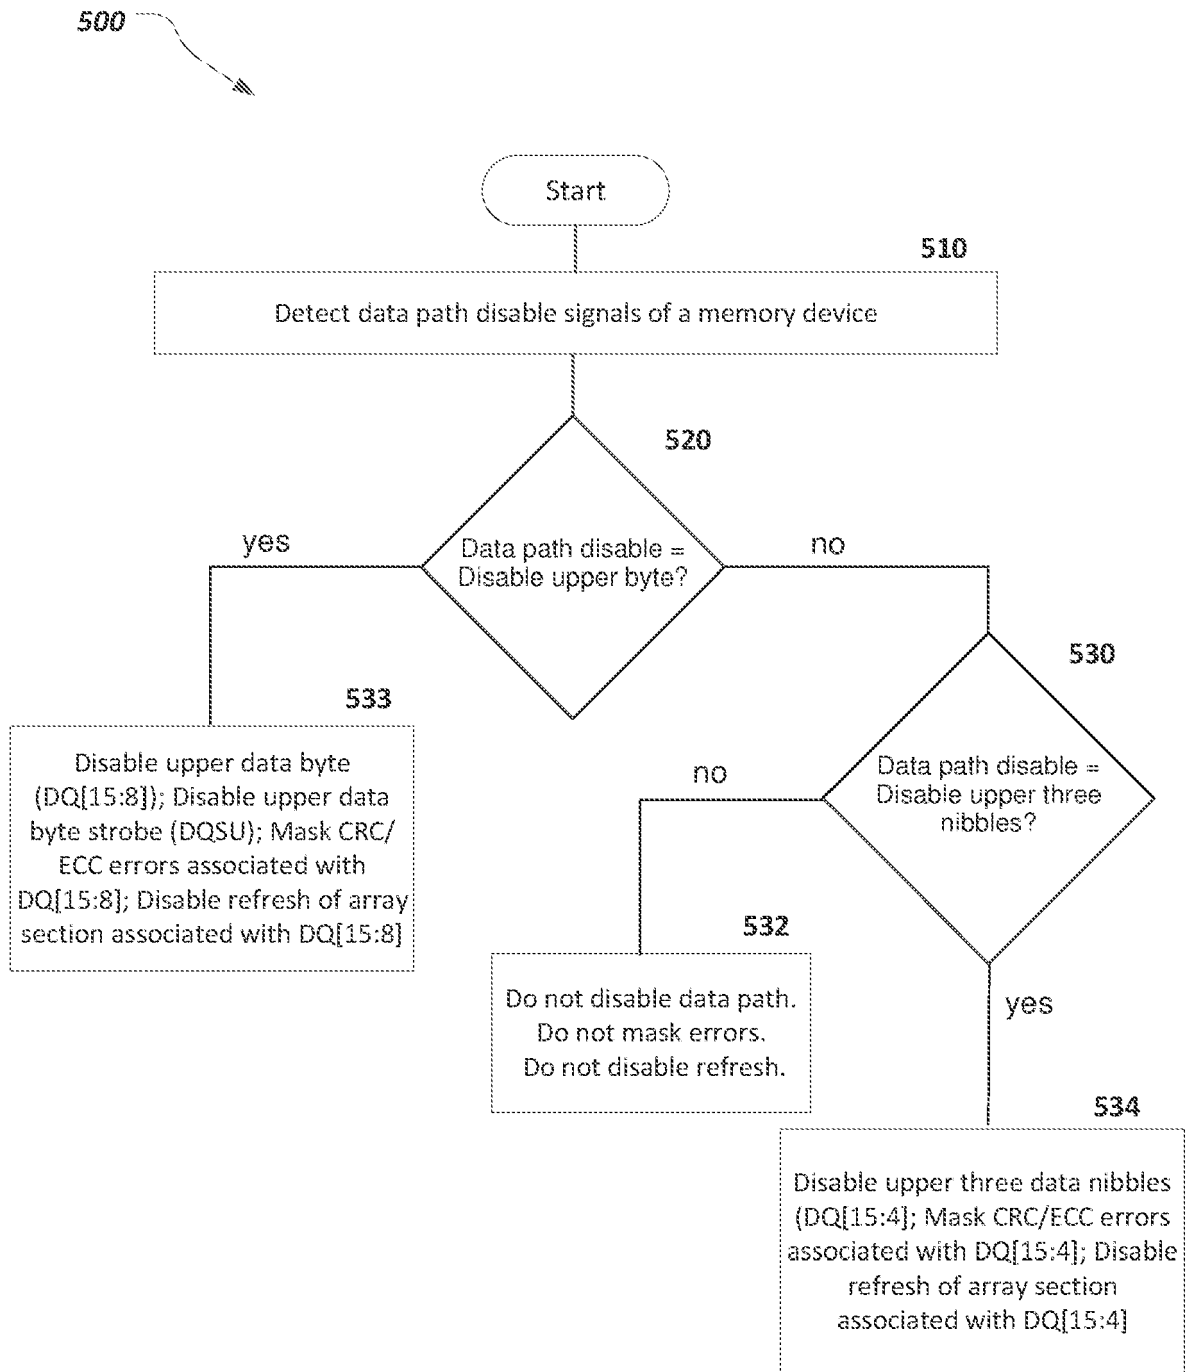 500
Start
510
Detect data path disable signals of a memory device
520
yes
Data path disable =
Disable upper byte?
no
530
533
Disable upper data byte
(DQ[15:8]); Disable upper data
byte strobe (DQSU); Mask CRC/
ECC errors associated with
DQ[15:8]; Disable refresh of array
section associated with DQ[15:8]
no
Data path disable =
Disable upper three
nibbles?
532
Do not disable data path.
Do not mask errors.
Do not disable refresh.
yes
534
Disable upper three data nibbles
(DQ[15:4]; Mask CRC/ECC errors
associated with DQ[15:4]; Disable
refresh of array section
associated with DQ[15:4]